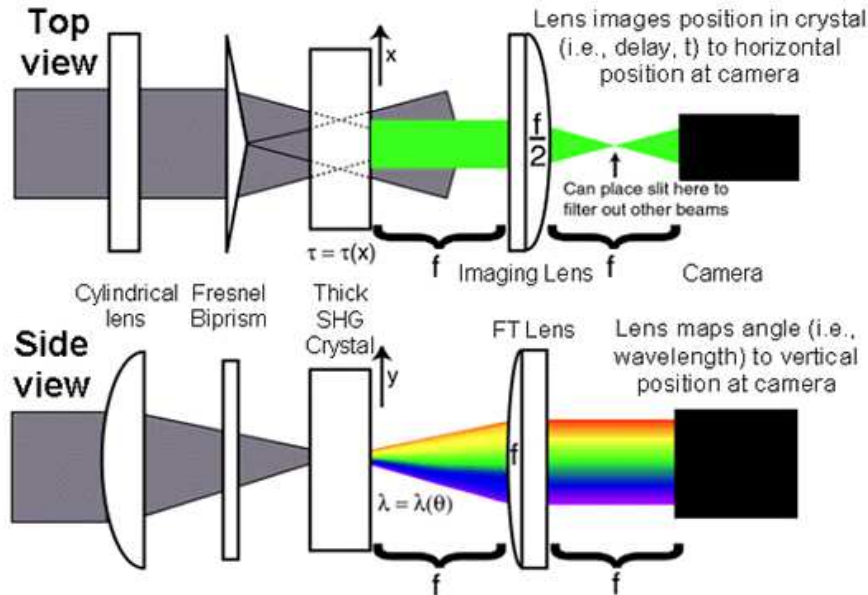 Top
view
x
Lens images position in crystal
(i.e., delay, t) to horizontal
position at camera
f
2
Can place slit here to
filter out other beams
τ = τ(x)
f
Imaging Lens
f
Camera
Cylindrical
lens
Fresnel
Biprism
Thick
SHG
Crystal
FT Lens
Lens maps angle (i.e.,
wavelength) to vertical
position at camera
Side
view
y
f
λ = λ(θ)
f
f